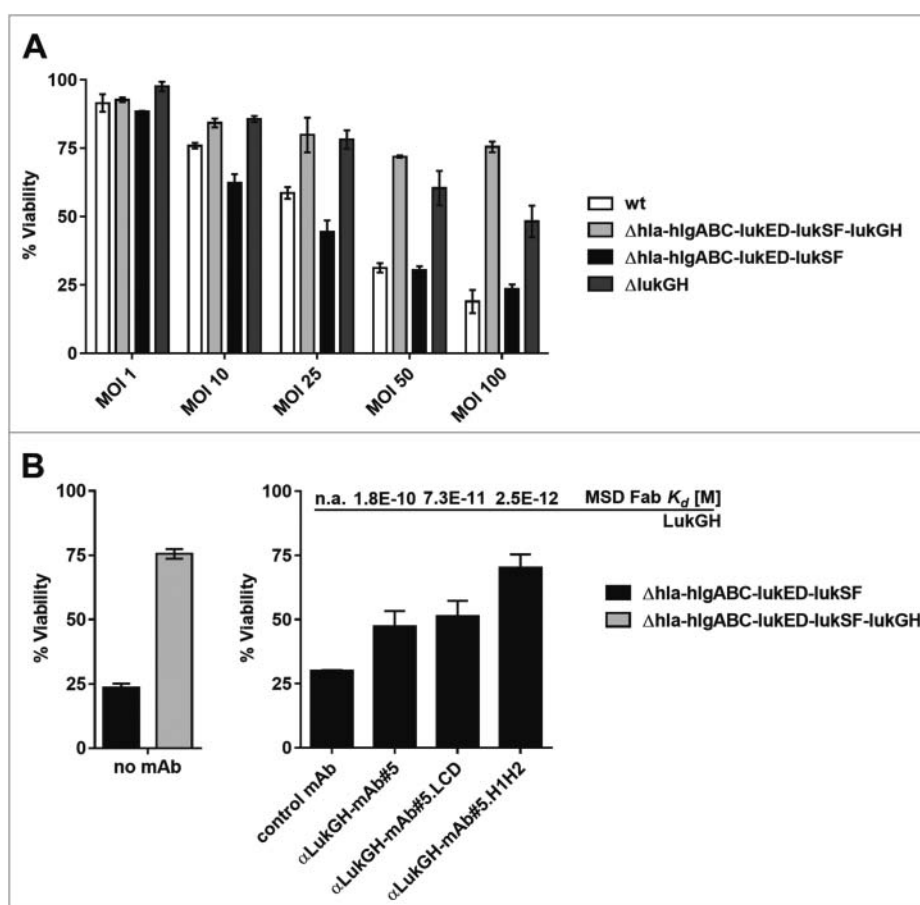 A
% Viability
100
75
50
25
0
MOI 1
MOI 10
MOI 25
MOI 50
MOI 100
wt
Δhla-hlgABC-lukED-lukSF-lukGH
Δhla-hlgABC-lukED-lukSF
ΔlukGH
B
% Viability
100
75
50
25
0
no mAb
% Viability
100
75
50
25
0
n.a. 1.8E-10 7.3E-11 2.5E-12 MSD Fab Kd [M]
LukGH
control mAb
αLukGH-mAb#5
αLukGH-mAb#5.LCD
αLukGH-mAb#5.H1H2
Δhla-hlgABC-lukED-lukSF
Δhla-hlgABC-lukED-lukSF-lukGH